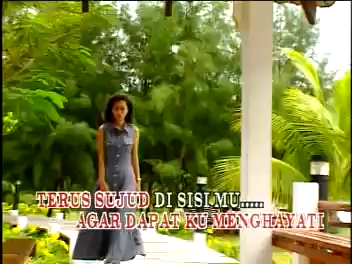 TERUS SUJUD DI SISI MU.....
AGAR DAPAT KU MENGHAYATI